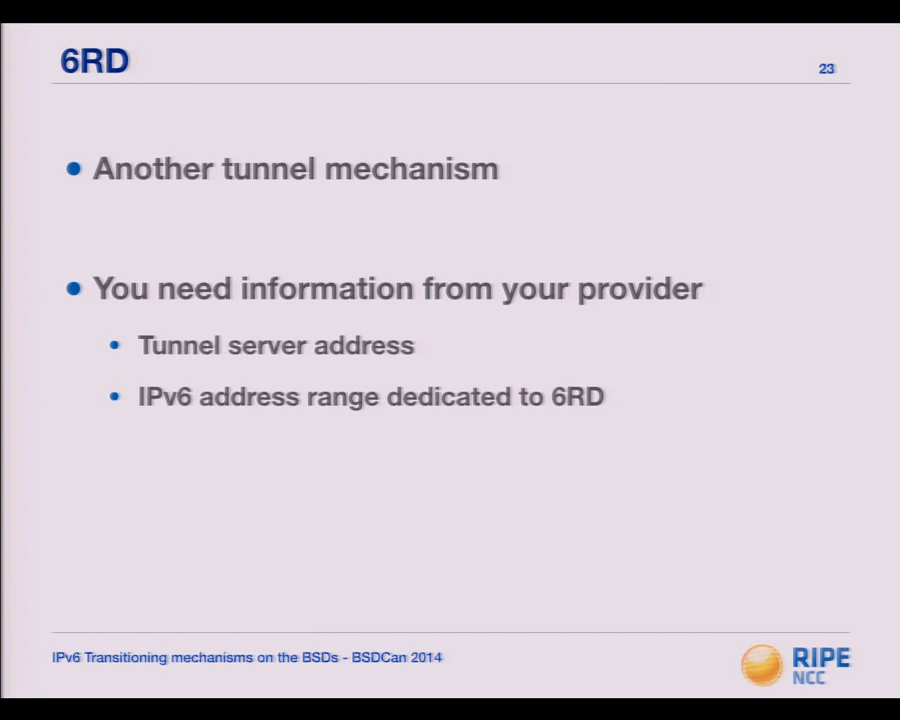 6RD
23
Another tunnel mechanism
You need information from your provider
Tunnel server address
IPv6 address range dedicated to 6RD
IPv6 Transitioning mechanisms on the BSDs - BSDCan 2014
RIPE
NCC